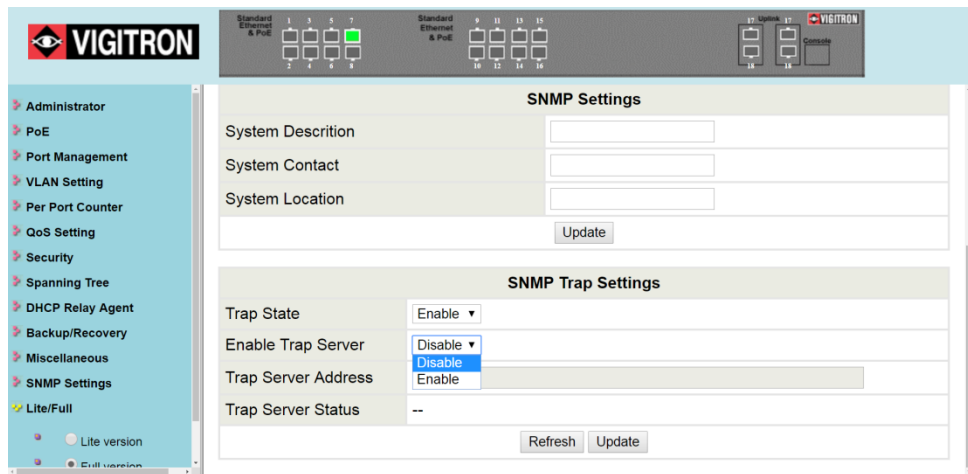 VIGITRON
Standard
Ethernet
& PoE
1 3 5 7
2 4 6 8
Standard
Ethernet
& PoE
9 11 13 15
10 12 14 16
17 Uplink 17
18 18
VIGITRON
Console
Administrator
PoE
Port Management
VLAN Setting
Per Port Counter
QoS Setting
Security
Spanning Tree
DHCP Relay Agent
Backup/Recovery
Miscellaneous
SNMP Settings
Lite/Full
Lite version
Full version
SNMP Settings
System Descrition
System Contact
System Location
Update
SNMP Trap Settings
Trap State Enable
Enable Trap Server Disable
Disable
Enable
Trap Server Address
Trap Server Status --
Refresh Update